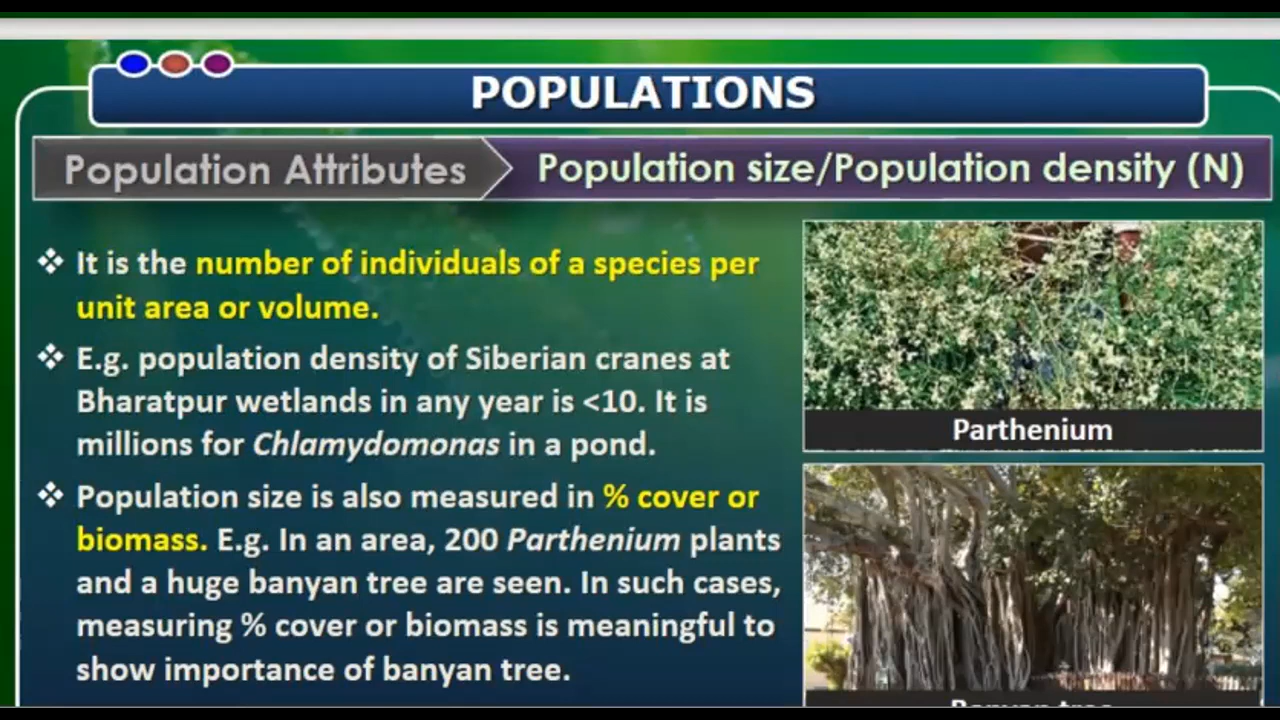 POPULATIONS
Population Attributes
Population size/Population density (N)
❖ It is the number of individuals of a species per
unit area or volume.
❖ E.g. population density of Siberian cranes at
Bharatpur wetlands in any year is <10. It is
millions for Chlamydomonas in a pond.
❖ Population size is also measured in % cover or
biomass. E.g. In an area, 200 Parthenium plants
and a huge banyan tree are seen. In such cases,
measuring % cover or biomass is meaningful to
show importance of banyan tree.
Parthenium
Banyan tree